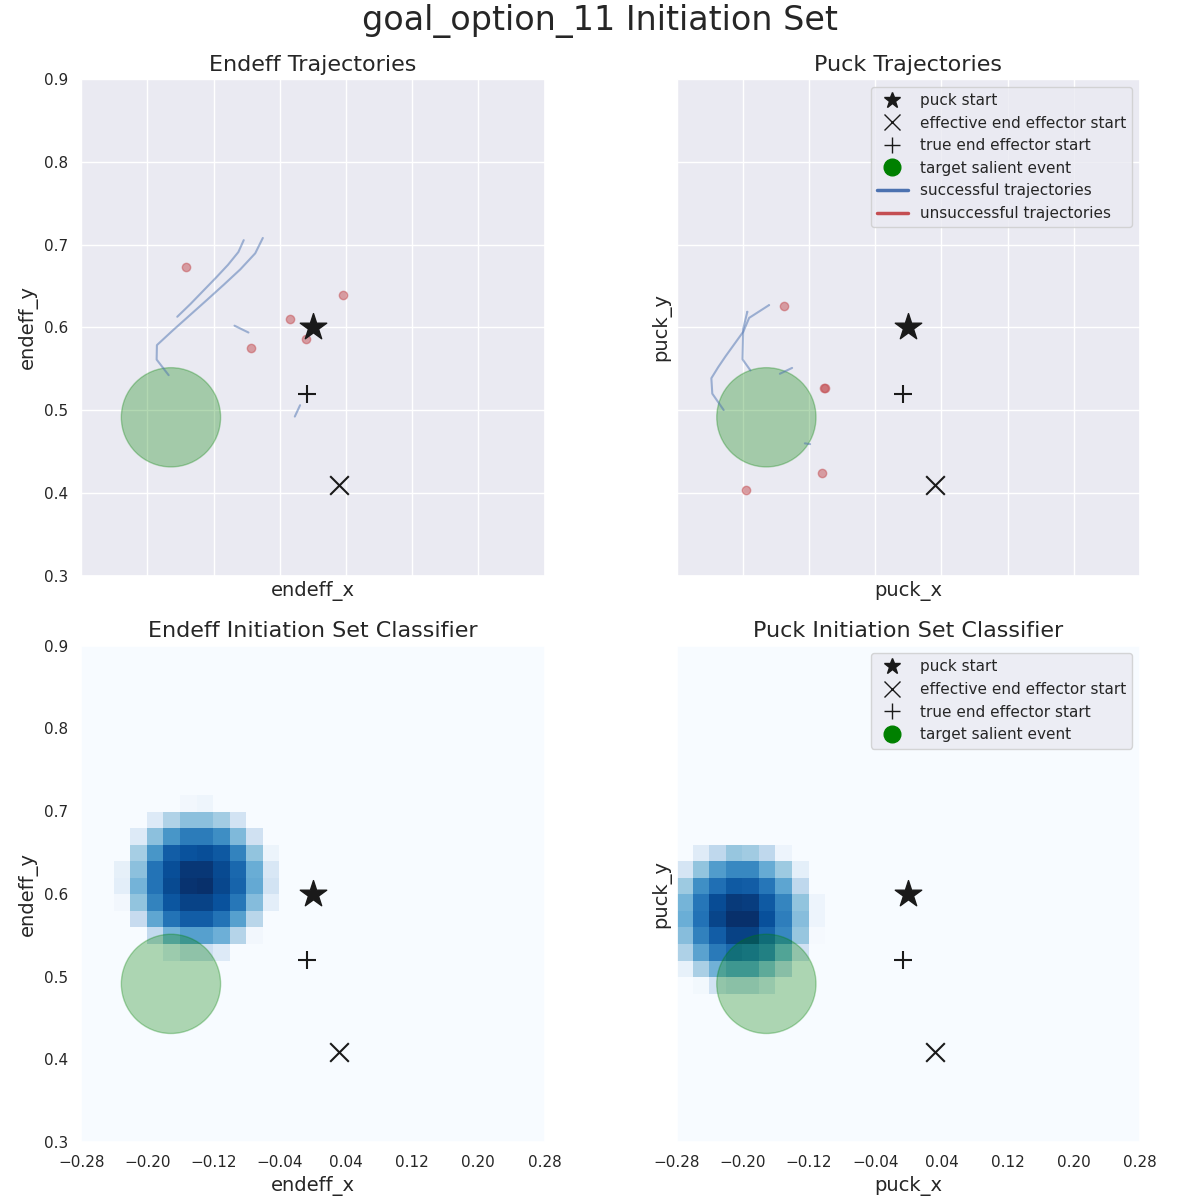 goal_option_11 Initiation Set
Endeff Trajectories
0.9
0.8
0.7
0.6
0.5
0.4
0.3
endeff_y
endeff_x
Puck Trajectories
puck start
effective end effector start
true end effector start
target salient event
successful trajectories
unsuccessful trajectories
puck_y
puck_x
Endeff Initiation Set Classifier
0.9
0.8
0.7
0.6
0.5
0.4
0.3
endeff_y
−0.28 −0.20 −0.12 −0.04 0.04 0.12 0.20 0.28
endeff_x
Puck Initiation Set Classifier
puck start
effective end effector start
true end effector start
target salient event
puck_y
−0.28 −0.20 −0.12 −0.04 0.04 0.12 0.20 0.28
puck_x